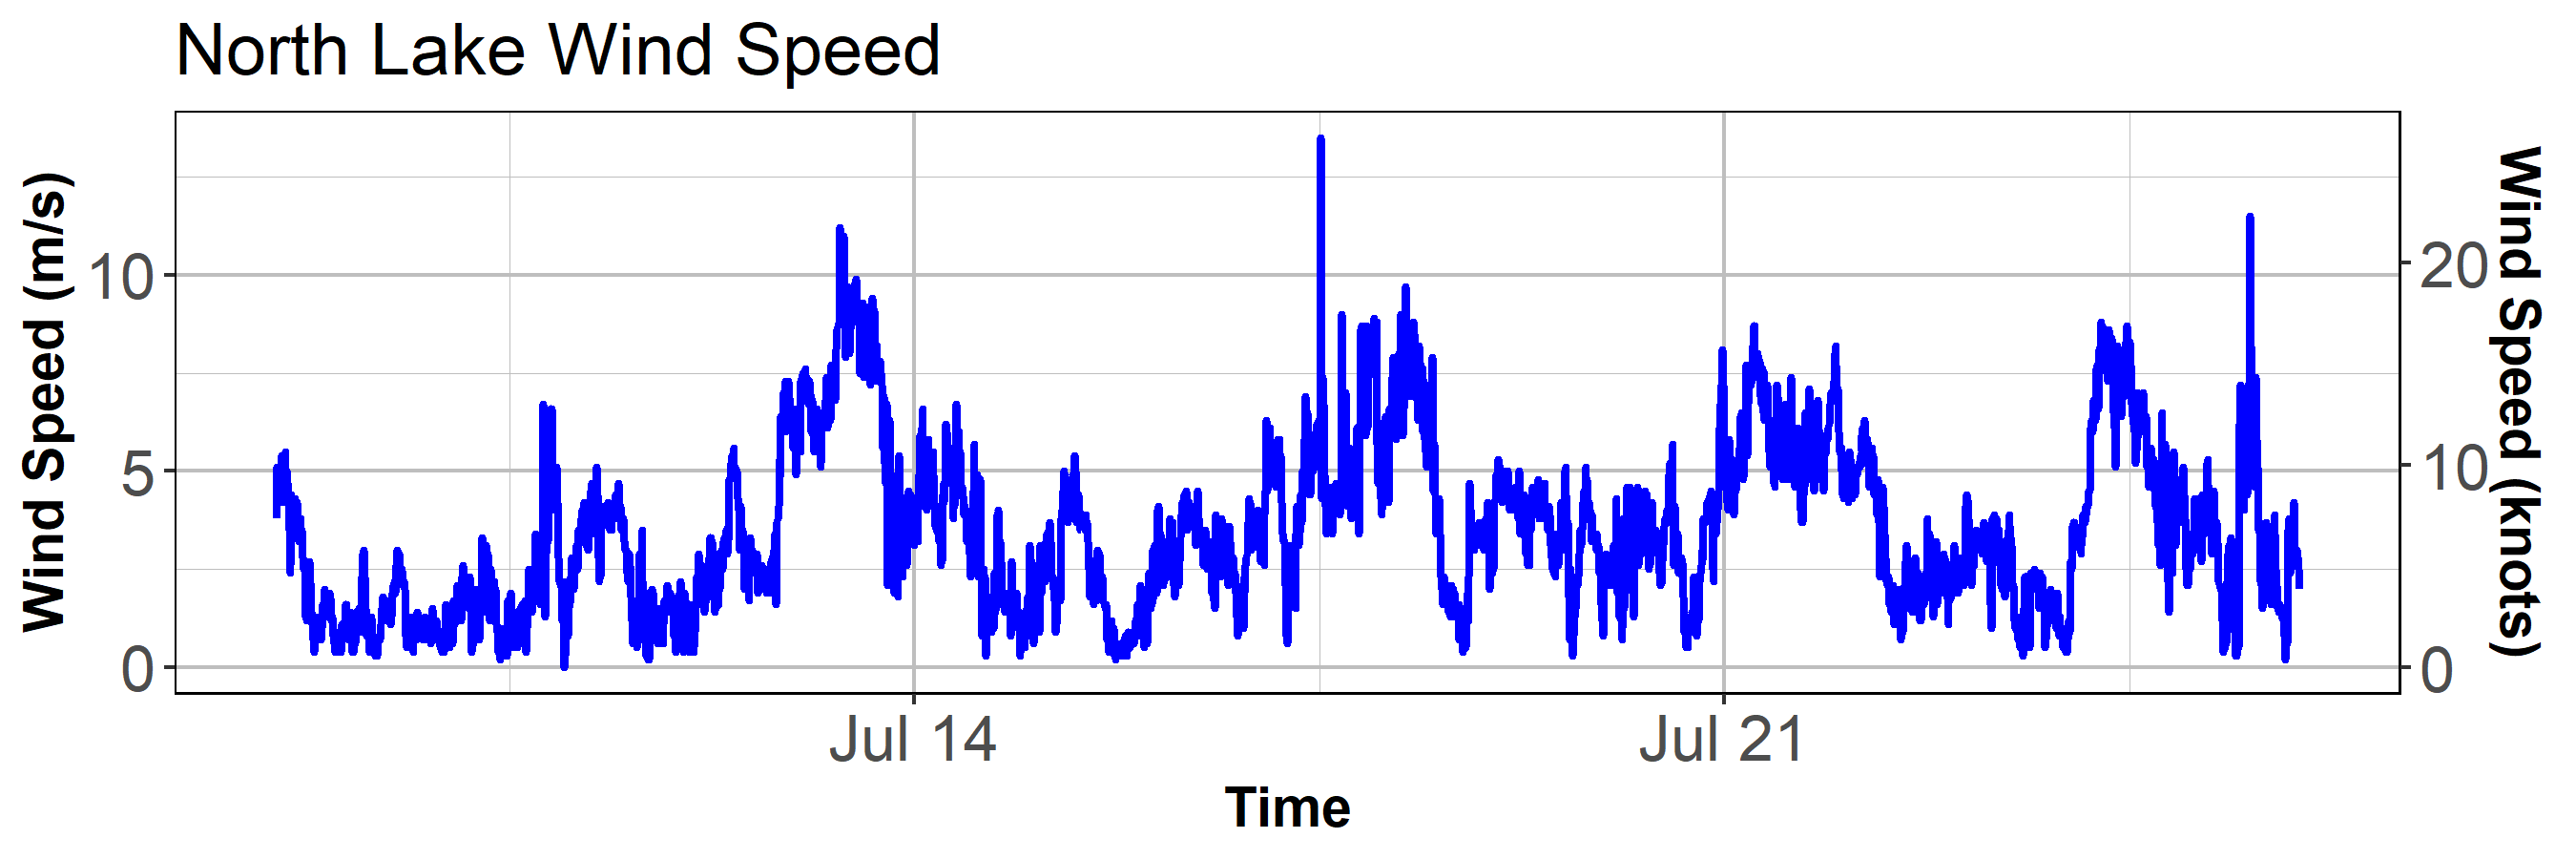 North Lake Wind Speed
Wind Speed (m/s)
10
5
0
Wind Speed (knots)
20
10
0
Jul 14
Jul 21
Time